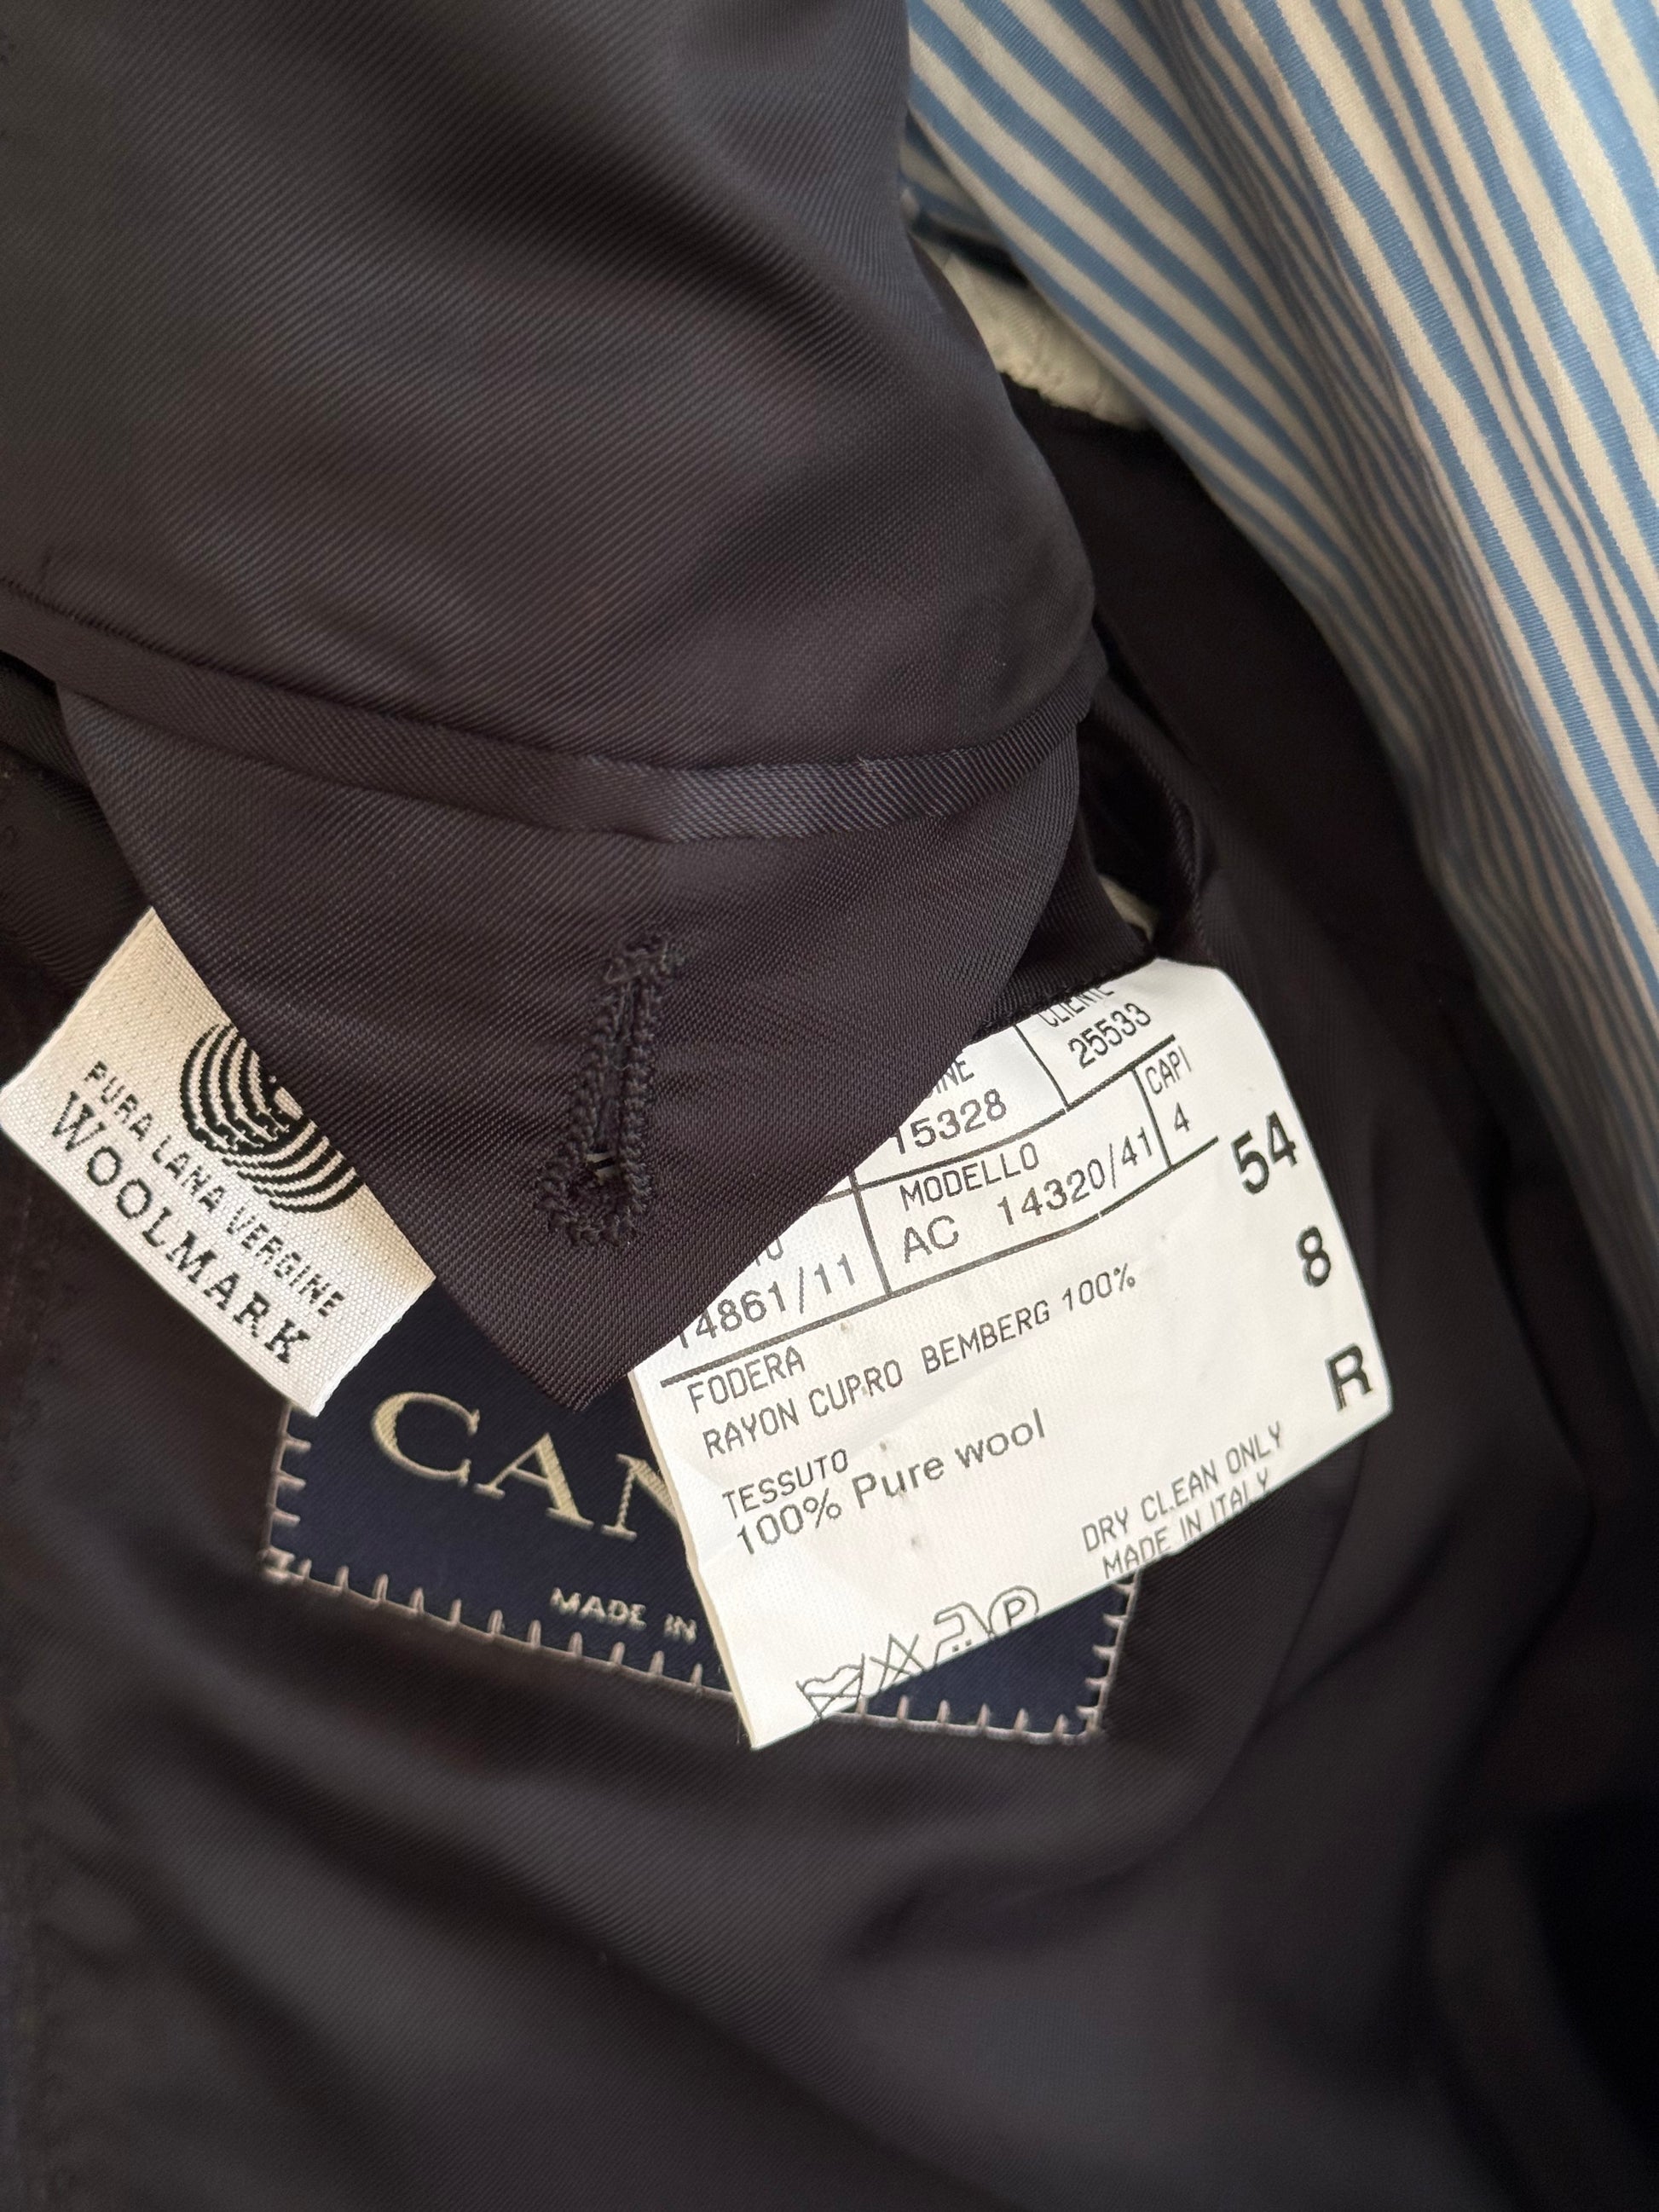 PURA LANA VERGINE
WOOLMARK
CLIENTE
25533
15328
CAPI
4
MODELLO
AC 14320/41
14861/11
54
8
R
FODERA
RAYON CUPRO BEMBERG 100%
TESSUTO
100% Pure wool
DRY CLEAN ONLY
MADE IN ITALY
P
CAN
MADE IN